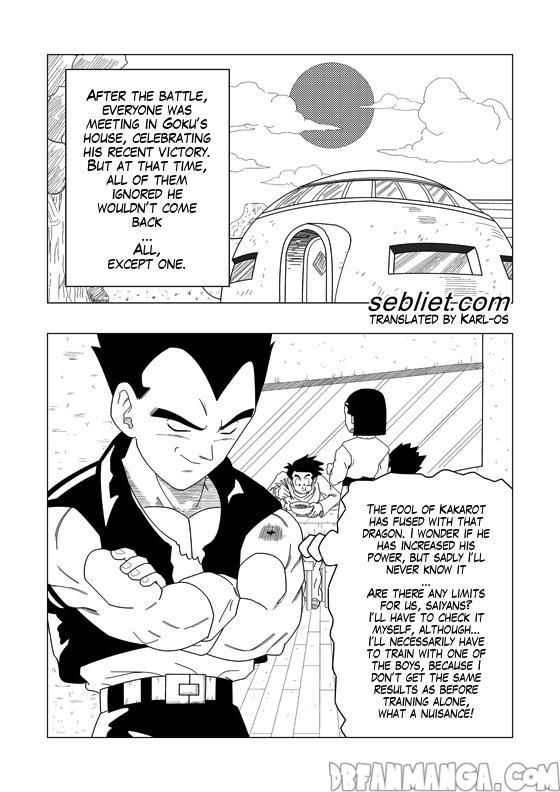 After the battle,
everyone was
meeting in Goku's
house, celebrating
his recent victory.
But at that time,
all of them
ignored he
wouldn't come
back
...
All,
except one.
sebliet.com
translated by Karl-os
The fool of Kakarot
has fused with that
dragon. I wonder if he
has increased his
power, but sadly I'll
never know it
...
Are there any limits
for us, Saiyans?
I'll have to check it
myself, although...
I'll necessarily have
to train with one of
the boys, because I
don't get the same
results as before
training alone,
what a nuisance!
DBFANMANGA.COM